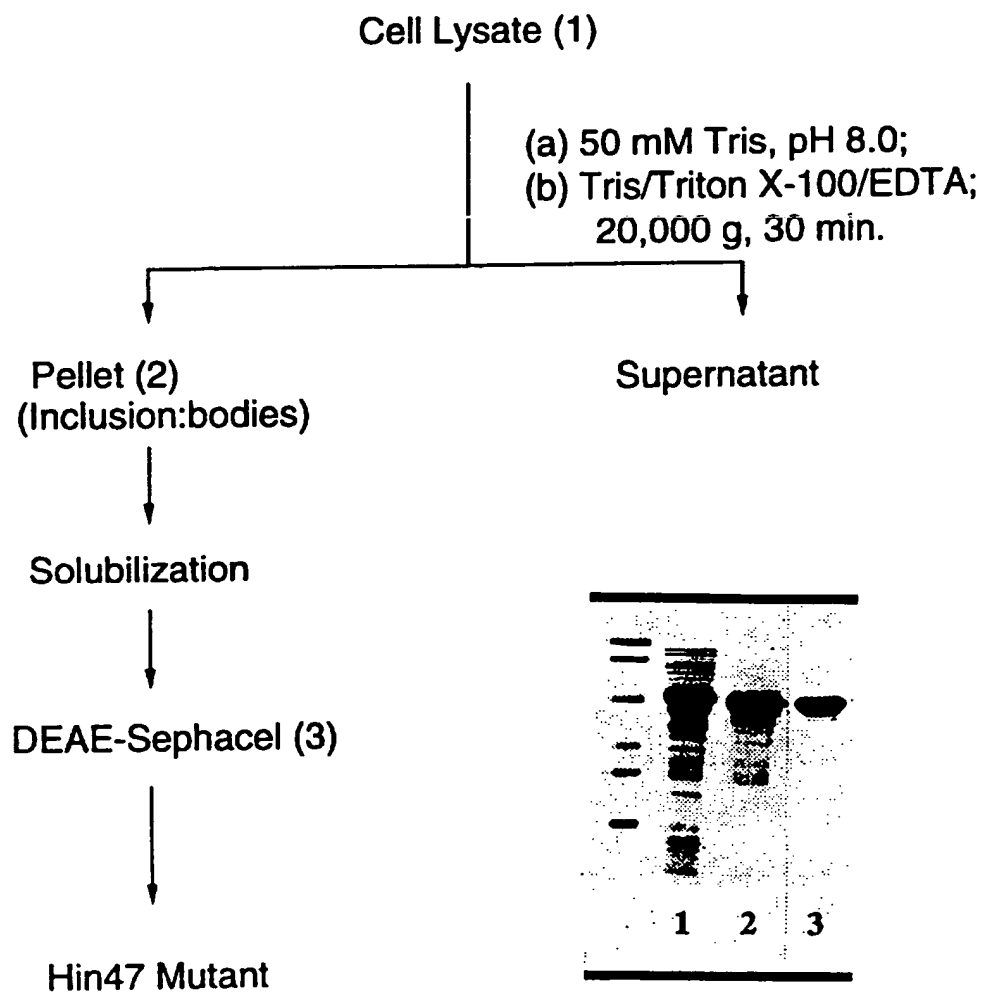 Cell Lysate (1)
(a) 50 mM Tris, pH 8.0;
(b) Tris/Triton X-100/EDTA;
20,000 g, 30 min.
Pellet (2)
(Inclusion:bodies)
Supernatant
Solubilization
DEAE-Sephacel (3)
Hin47 Mutant
1 2 3